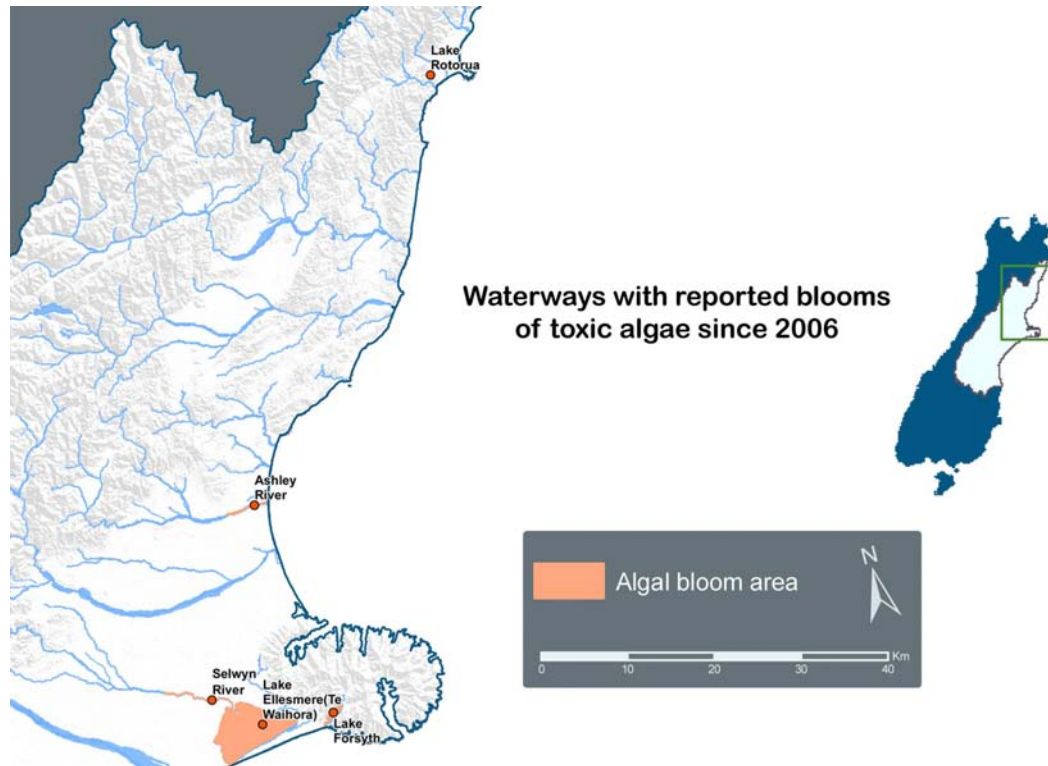 Lake
Rotorua
Waterways with reported blooms
of toxic algae since 2006
Ashley
River
N
Algal bloom area
Km
0 10 20 30 40
Selwyn
River
Lake
Ellesmere(Te
Waihora)
Lake
Forsyth